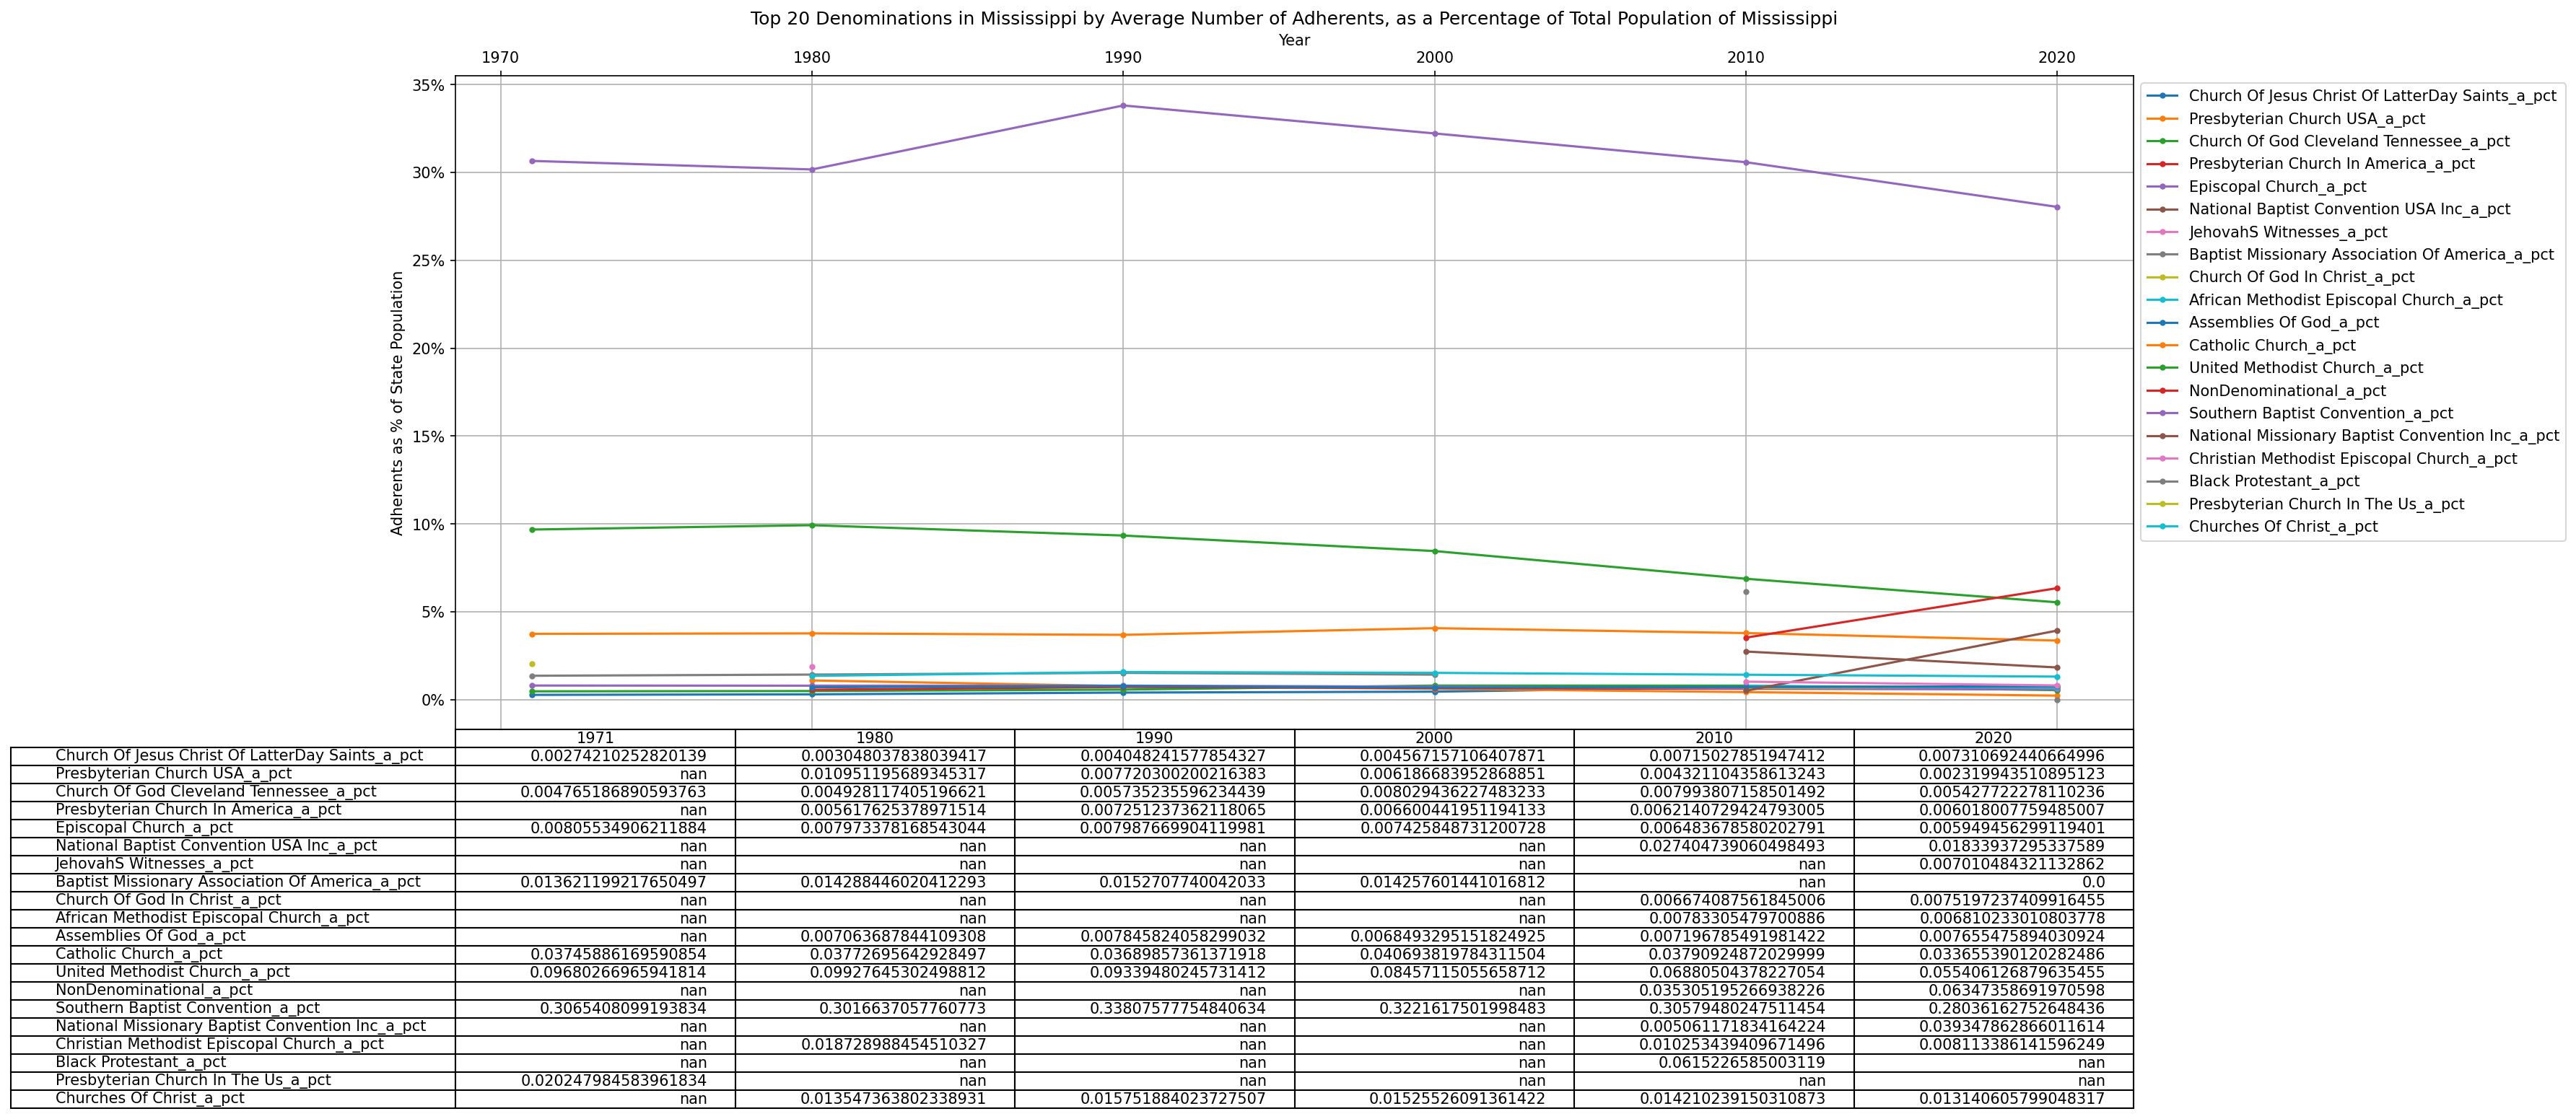 Top 20 Denominations in Mississippi by Average Number of Adherents, as a Percentage of Total Population of Mississippi
Year
1970 1980 1990 2000 2010 2020
Adherents as % of State Population
35%
30%
25%
20%
15%
10%
5%
0%
Church Of Jesus Christ Of LatterDay Saints_a_pct
Presbyterian Church USA_a_pct
Church Of God Cleveland Tennessee_a_pct
Presbyterian Church In America_a_pct
Episcopal Church_a_pct
National Baptist Convention USA Inc_a_pct
JehovahS Witnesses_a_pct
Baptist Missionary Association Of America_a_pct
Church Of God In Christ_a_pct
African Methodist Episcopal Church_a_pct
Assemblies Of God_a_pct
Catholic Church_a_pct
United Methodist Church_a_pct
NonDenominational_a_pct
Southern Baptist Convention_a_pct
National Missionary Baptist Convention Inc_a_pct
Christian Methodist Episcopal Church_a_pct
Black Protestant_a_pct
Presbyterian Church In The Us_a_pct
Churches Of Christ_a_pct
1971 1980 1990 2000 2010 2020
Church Of Jesus Christ Of LatterDay Saints_a_pct 0.00274210252820139 0.003048037838039417 0.004048241577854327 0.004567157106407871 0.00715027851947412 0.007310692440664996
Presbyterian Church USA_a_pct nan 0.010951195689345317 0.007720300200216383 0.006186683952868851 0.004321104358613243 0.002319943510895123
Church Of God Cleveland Tennessee_a_pct 0.004765186890593763 0.004928117405196621 0.005735235596234439 0.008029436227483233 0.007993807158501492 0.005427722278110236
Presbyterian Church In America_a_pct nan 0.005617625378971514 0.007251237362118065 0.006600441951194133 0.0062140729424793005 0.006018007759485007
Episcopal Church_a_pct 0.00805534906211884 0.007973378168543044 0.007987669904119981 0.007425848731200728 0.006483678580202791 0.005949456299119401
National Baptist Convention USA Inc_a_pct nan nan nan nan 0.027404739060498493 0.01833937295337589
JehovahS Witnesses_a_pct nan nan nan nan nan 0.007010484321132862
Baptist Missionary Association Of America_a_pct 0.013621199217650497 0.014288446020412293 0.0152707740042033 0.014257601441016812 nan 0.0
Church Of God In Christ_a_pct nan nan nan nan 0.006674087561845006 0.0075197237409916455
African Methodist Episcopal Church_a_pct nan nan nan nan 0.00783305479700886 0.006810233010803778
Assemblies Of God_a_pct nan 0.007063687844109308 0.007845824058299032 0.0068493295151824925 0.007196785491981422 0.007655475894030924
Catholic Church_a_pct 0.03745886169590854 0.03772695642928497 0.03689857361371918 0.040693819784311504 0.03790924872029999 0.033655390120282486
United Methodist Church_a_pct 0.09680266965941814 0.09927645302498812 0.09339480245731412 0.08457115055658712 0.06880504378227054 0.055406126879635455
NonDenominational_a_pct nan nan nan nan 0.035305195266938226 0.06347358691970598
Southern Baptist Convention_a_pct 0.3065408099193834 0.3016637057760773 0.33807577754840634 0.3221617501998483 0.30579480247511454 0.28036162752648436
National Missionary Baptist Convention Inc_a_pct nan nan nan nan 0.005061171834164224 0.039347862866011614
Christian Methodist Episcopal Church_a_pct nan 0.018728988454510327 nan nan 0.010253439409671496 0.008113386141596249
Black Protestant_a_pct nan nan nan nan 0.0615226585003119 nan
Presbyterian Church In The Us_a_pct 0.020247984583961834 nan nan nan nan nan
Churches Of Christ_a_pct nan 0.013547363802338931 0.015751884023727507 0.01525526091361422 0.014210239150310873 0.013140605799048317